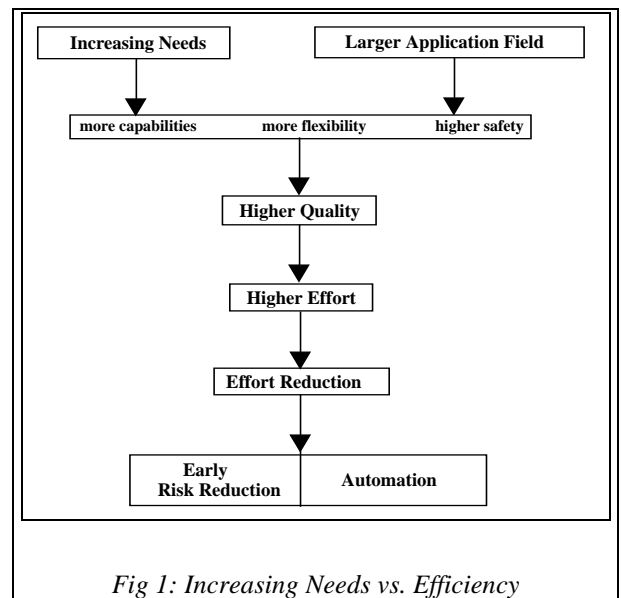 Increasing Needs
Larger Application Field
more capabilities more flexibility higher safety
Higher Quality
Higher Effort
Effort Reduction
Early
Risk Reduction
Automation
Fig 1: Increasing Needs vs. Efficiency